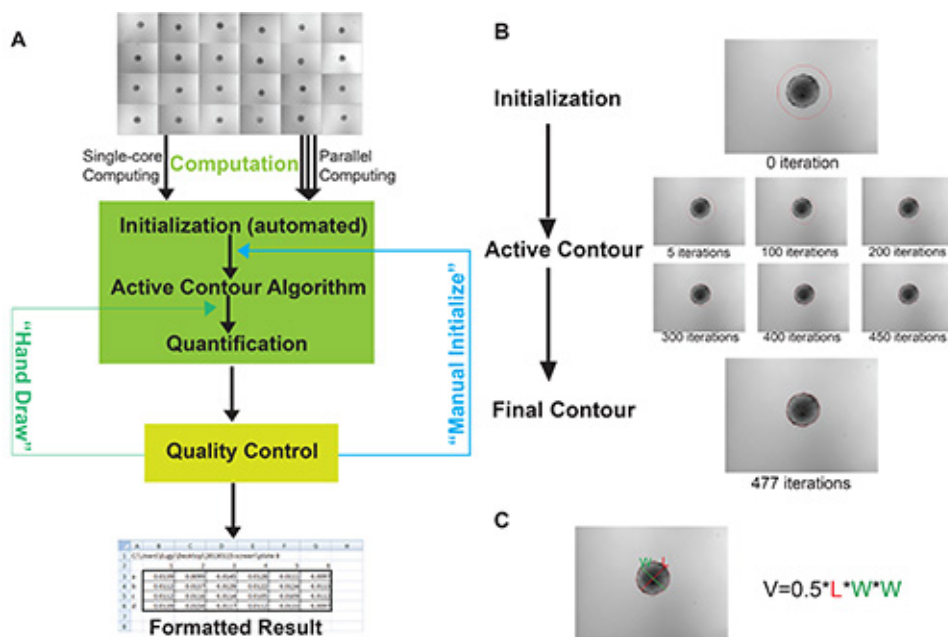 A
Single-core
Computing
Computation
Parallel
Computing
Initialization (automated)
Active Contour Algorithm
Quantification
"Hand Draw"
"Manual Initialize"
Quality Control
Formatted Result
B
Initialization
0 iteration
Active Contour
5 iterations
100 iterations
200 iterations
300 iterations
400 iterations
450 iterations
Final Contour
477 iterations
C
W L
V=0.5*L*W*W